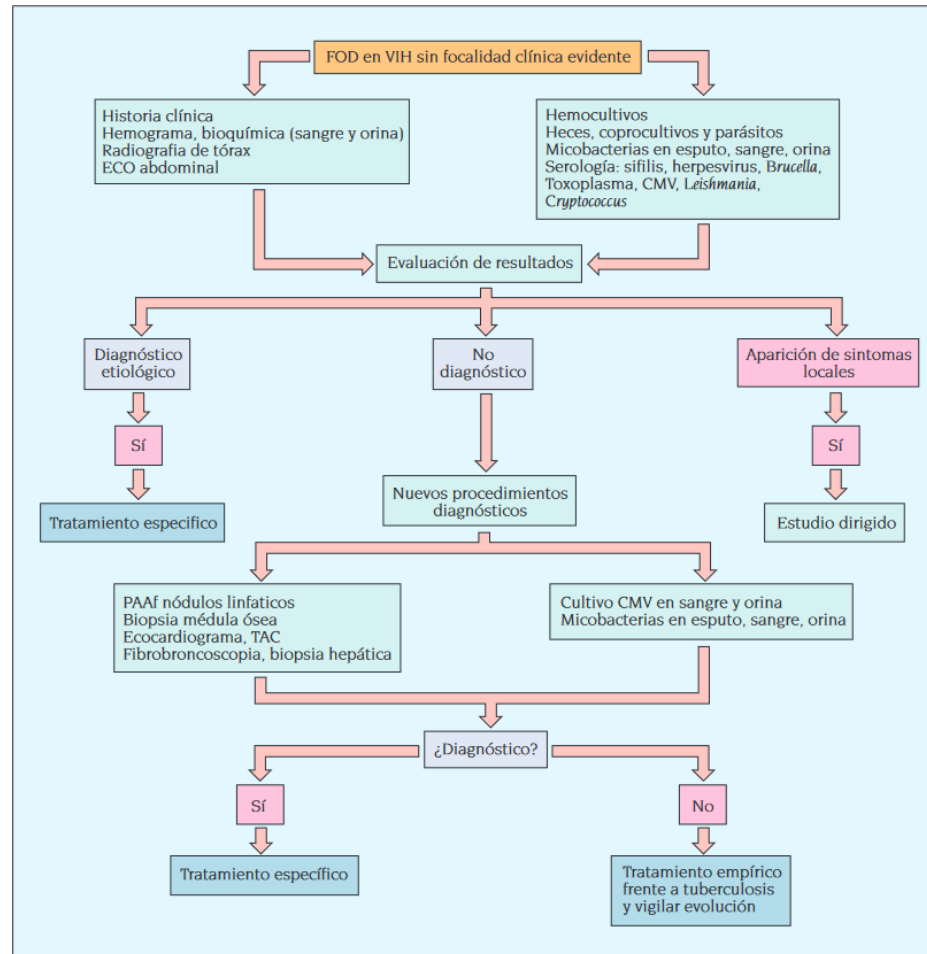 FOD en VIH sin focalidad clínica evidente
Historia clínica
Hemograma, bioquímica (sangre y orina)
Radiografia de tórax
ECO abdominal
Hemocultivos
Heces, coprocultivos y parásitos
Micobacterias en esputo, sangre, orina
Serología: sifilis, herpesvirus, Brucella,
Toxoplasma, CMV, Leishmania,
Cryptococcus
Evaluación de resultados
Diagnóstico
etiológico
No
diagnóstico
Aparición de sintomas
locales
Sí
Sí
Tratamiento especifico
Nuevos procedimientos
diagnósticos
Estudio dirigido
PAAf nódulos linfaticos
Biopsia médula ósea
Ecocardiograma, TAC
Fibrobroncoscopia, biopsia hepática
Cultivo CMV en sangre y orina
Micobacterias en esputo, sangre, orina
¿Diagnóstico?
Sí
No
Tratamiento específico
Tratamiento empírico
frente a tuberculosis
y vigilar evolución